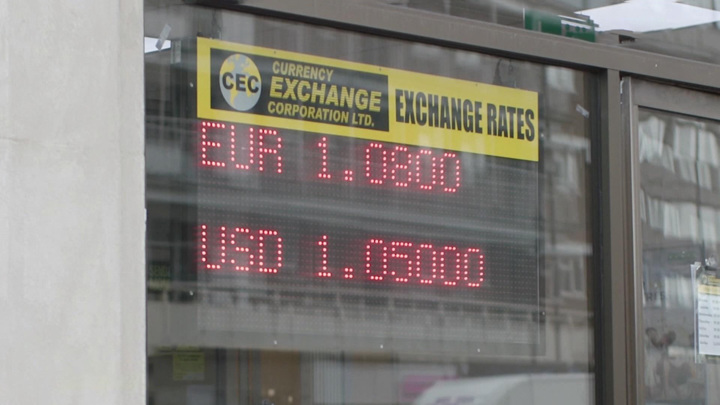 CEC
CURRENCY
EXCHANGE
CORPORATION LTD.
EXCHANGE RATES
EUR 1.0800
USD 1.05000